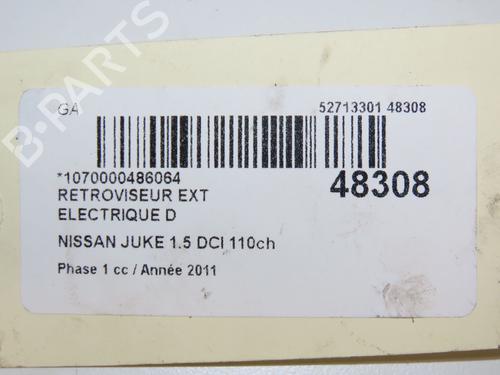 GA
52713301 48308
*1070000486064
48308
RETROVISEUR EXT
ELECTRIQUE D
NISSAN JUKE 1.5 DCI 110ch
Phase 1 cc / Année 2011
B-PARTS